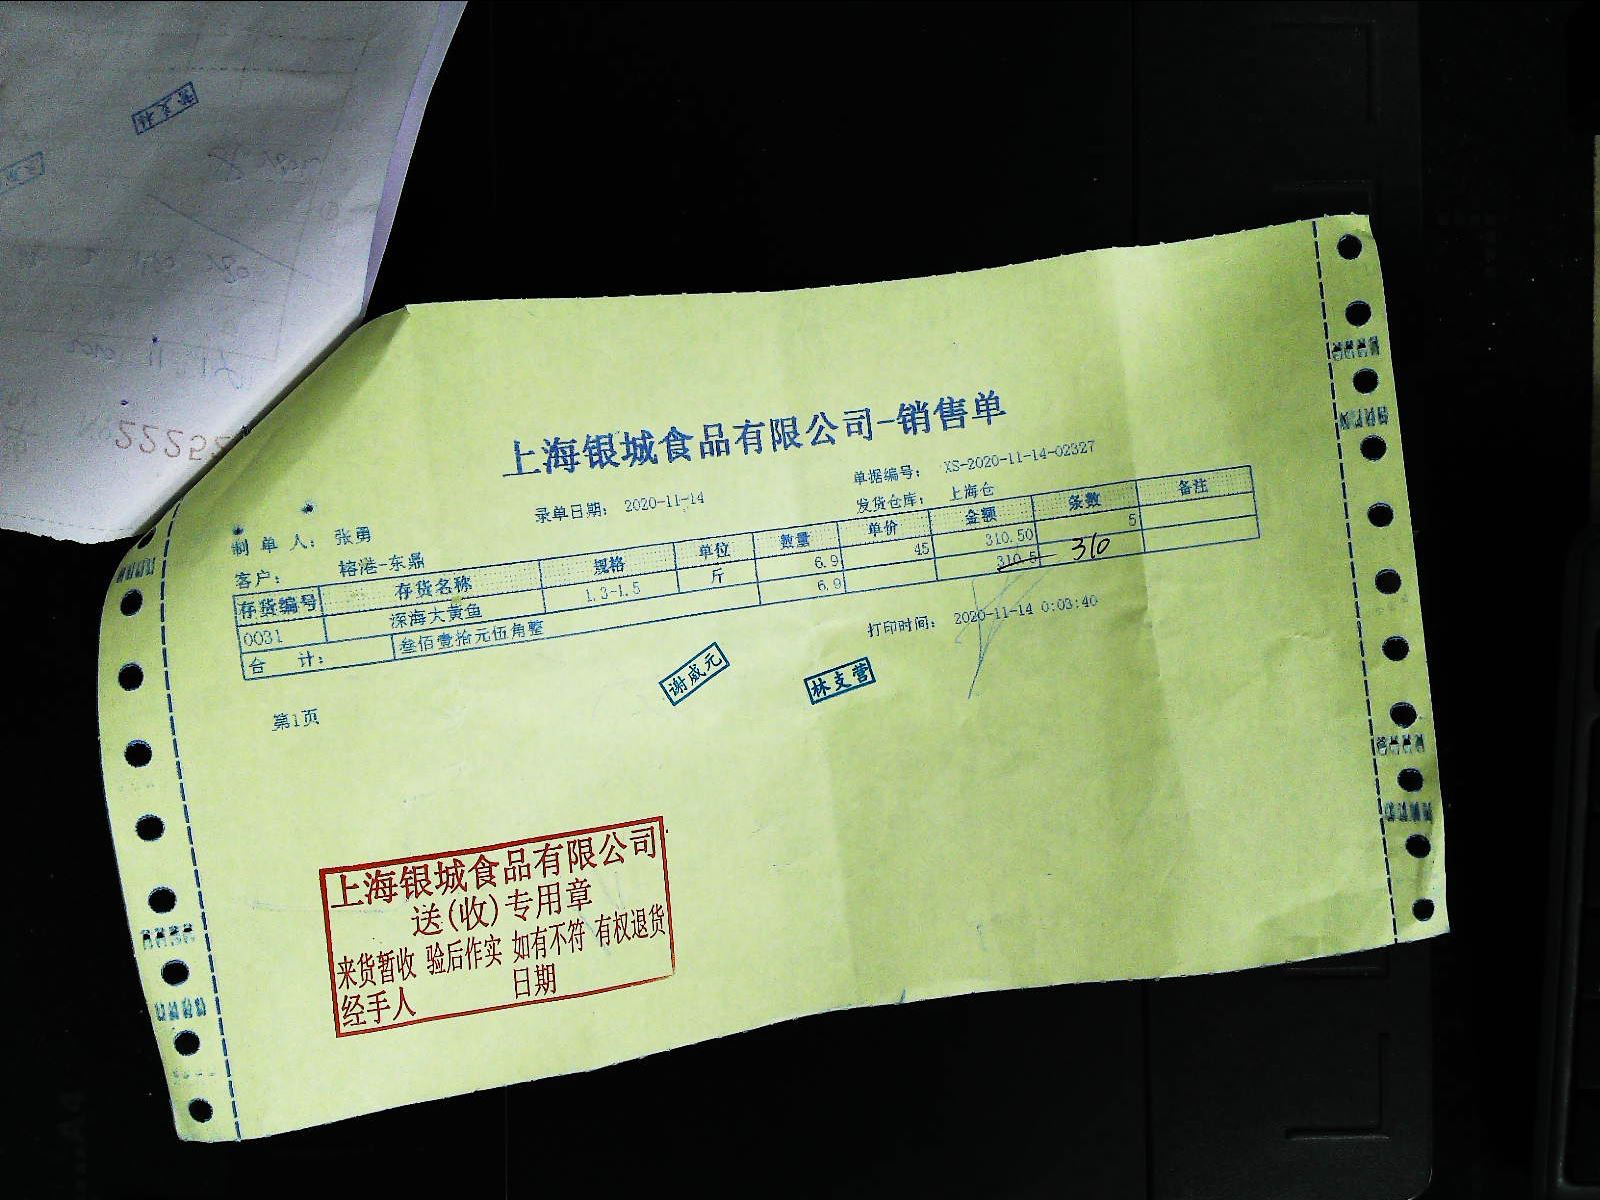 上海银城食品有限公司-销售单
单据编号: XS-2020-11-14-02327
录单日期: 2020-11-14
发货仓库: 上海仓
制 单 人: 张勇
客户: 榕港-东鼎
存货编号 存货名称 规格 单位 数量 单价 金额 条数 备注
0031 深海大黄鱼 1.3-1.5 斤 6.9 45 310.50 5
合 计: 叁佰壹拾元伍角整 6.9 310.5 310
打印时间: 2020-11-14 0:03:40
谢咸元
林支营
第1页
上海银城食品有限公司
送(收)专用章
来货暂收 验后作实 如有不符 有权退货
经手人 日期